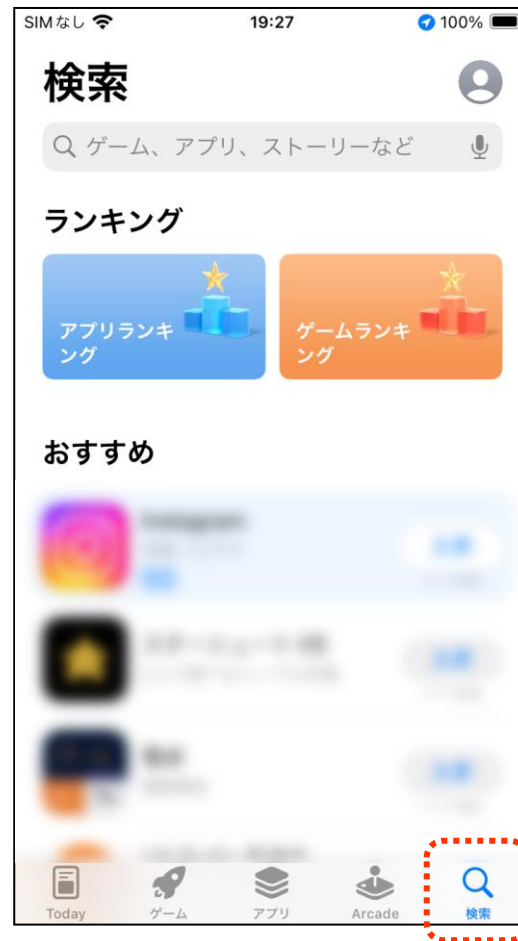 SIMなし 19:27 100%
検索
ゲーム、アプリ、ストーリーなど
ランキング
アプリランキ
ング
ゲームランキ
ング
おすすめ
Instagram
Today ゲーム アプリ Arcade 検索